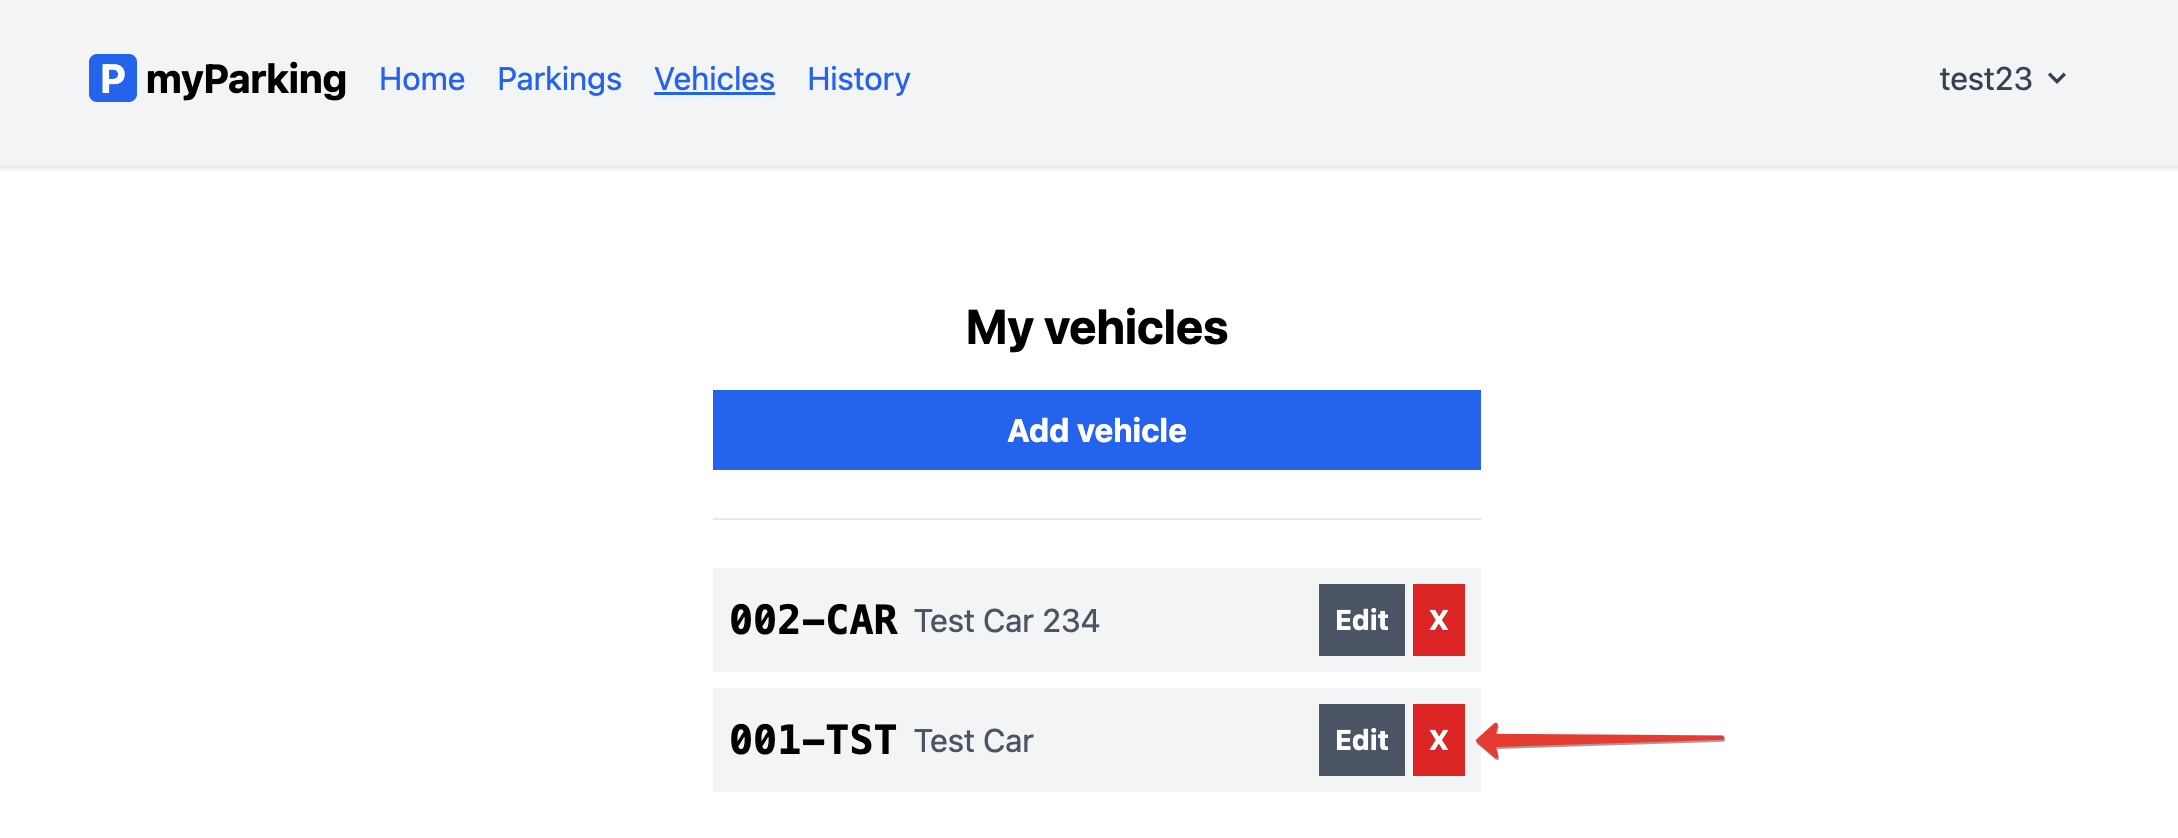 P myParking Home Parkings Vehicles History test23
My vehicles
Add vehicle
002-CAR Test Car 234 Edit X
001-TST Test Car Edit X